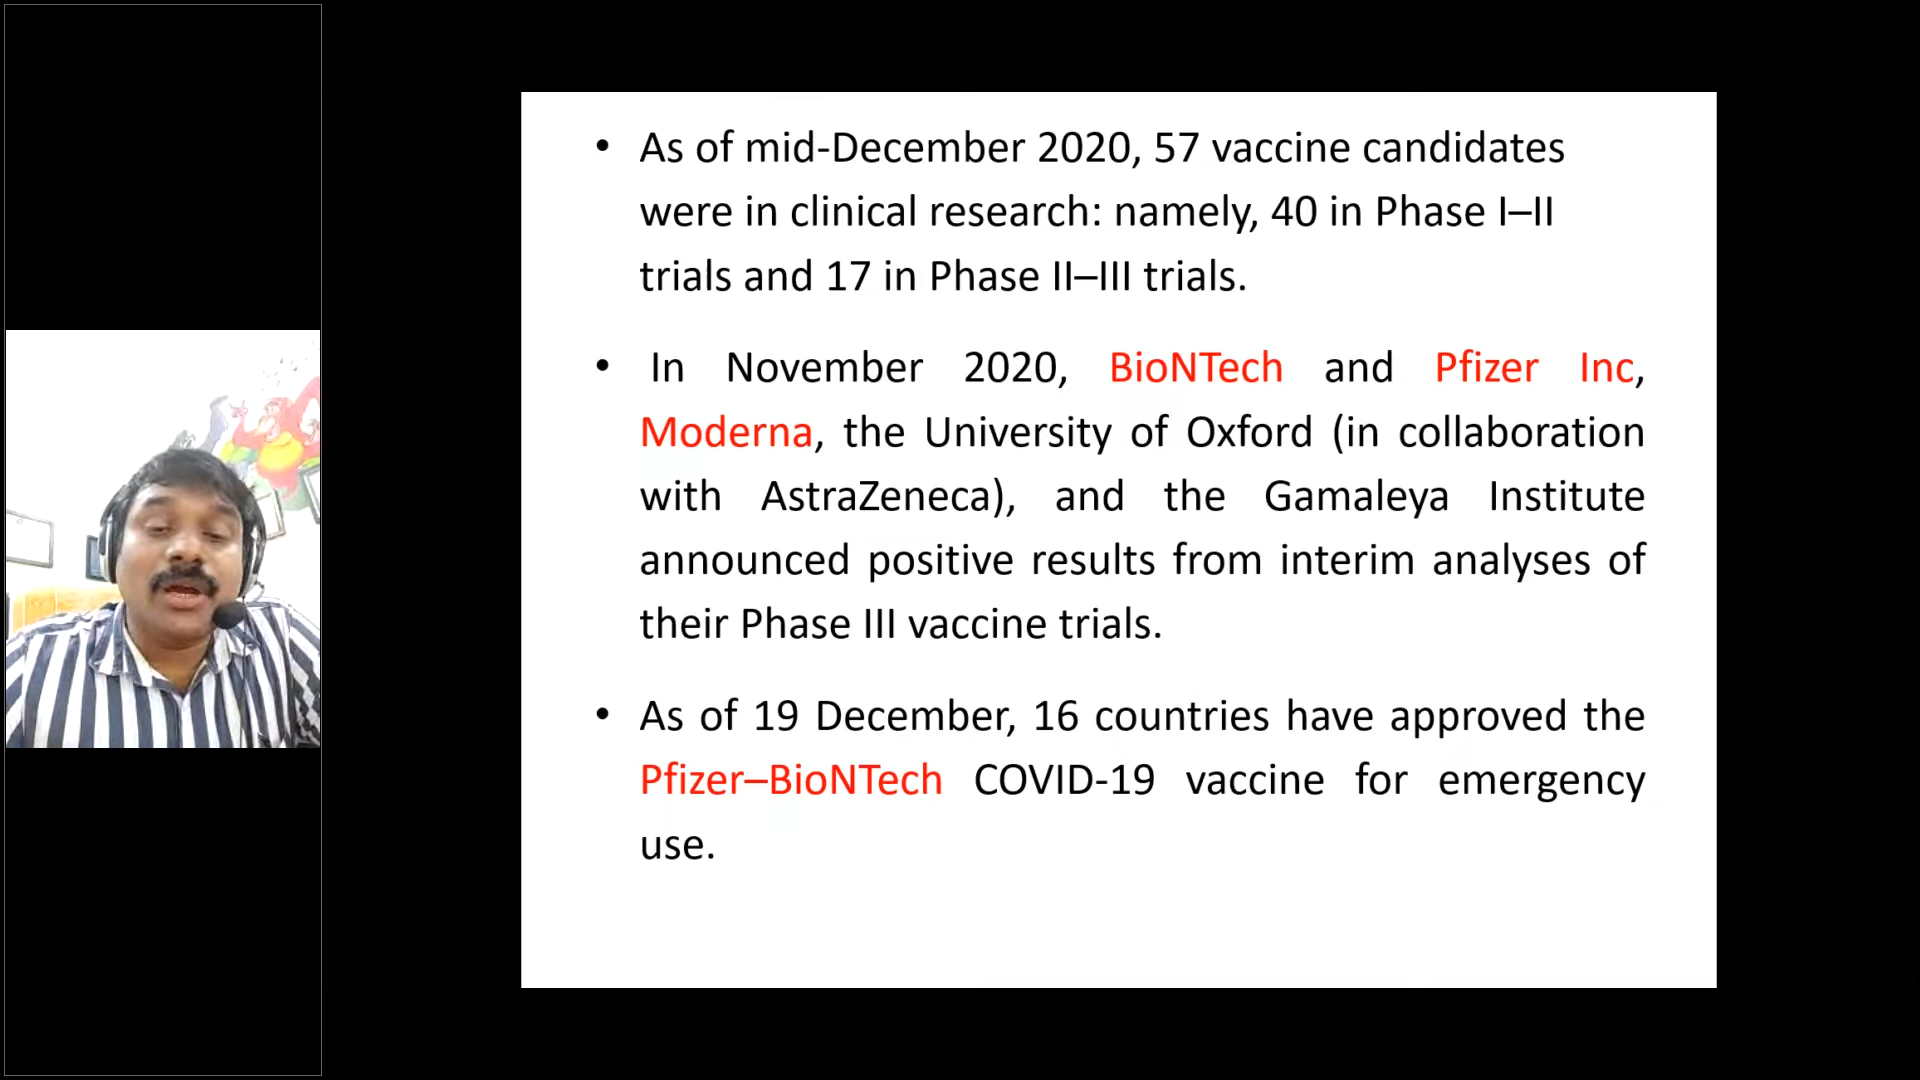 • As of mid-December 2020, 57 vaccine candidates
were in clinical research: namely, 40 in Phase I–II
trials and 17 in Phase II–III trials.
• In November 2020, BioNTech and Pfizer Inc,
Moderna, the University of Oxford (in collaboration
with AstraZeneca), and the Gamaleya Institute
announced positive results from interim analyses of
their Phase III vaccine trials.
• As of 19 December, 16 countries have approved the
Pfizer–BioNTech COVID-19 vaccine for emergency
use.